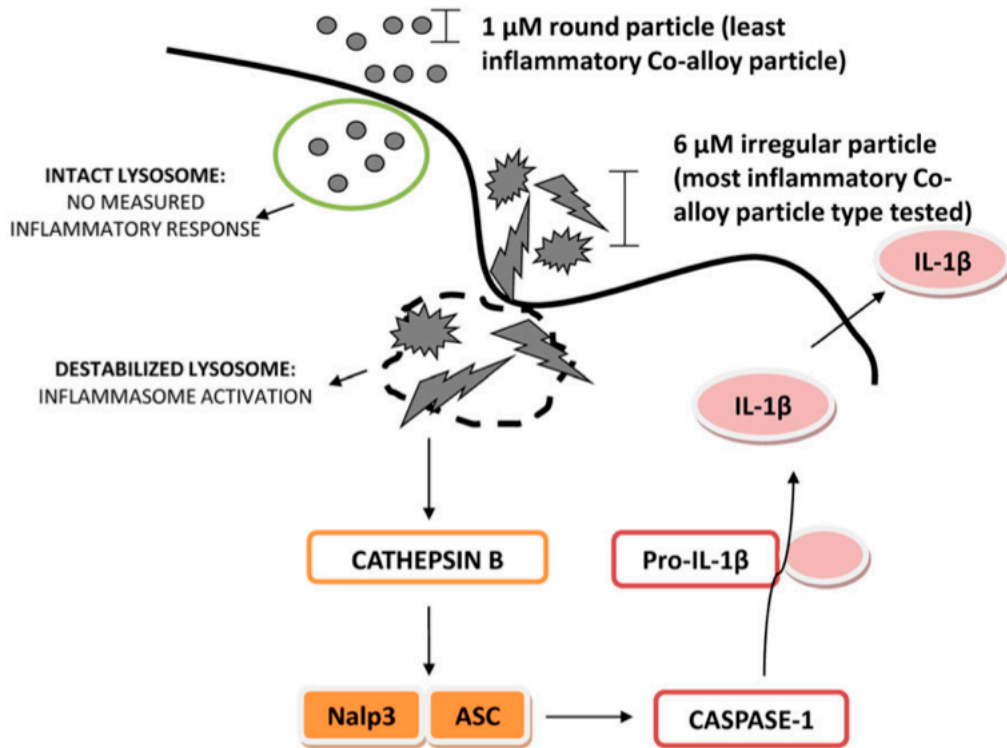 1 µM round particle (least
inflammatory Co-alloy particle)
6 µM irregular particle
(most inflammatory Co-
alloy particle type tested)
INTACT LYSOSOME:
NO MEASURED
INFLAMMATORY RESPONSE
IL-1β
DESTABILIZED LYSOSOME:
INFLAMMASOME ACTIVATION
IL-1β
CATHEPSIN B
Pro-IL-1β
Nalp3
ASC
CASPASE-1